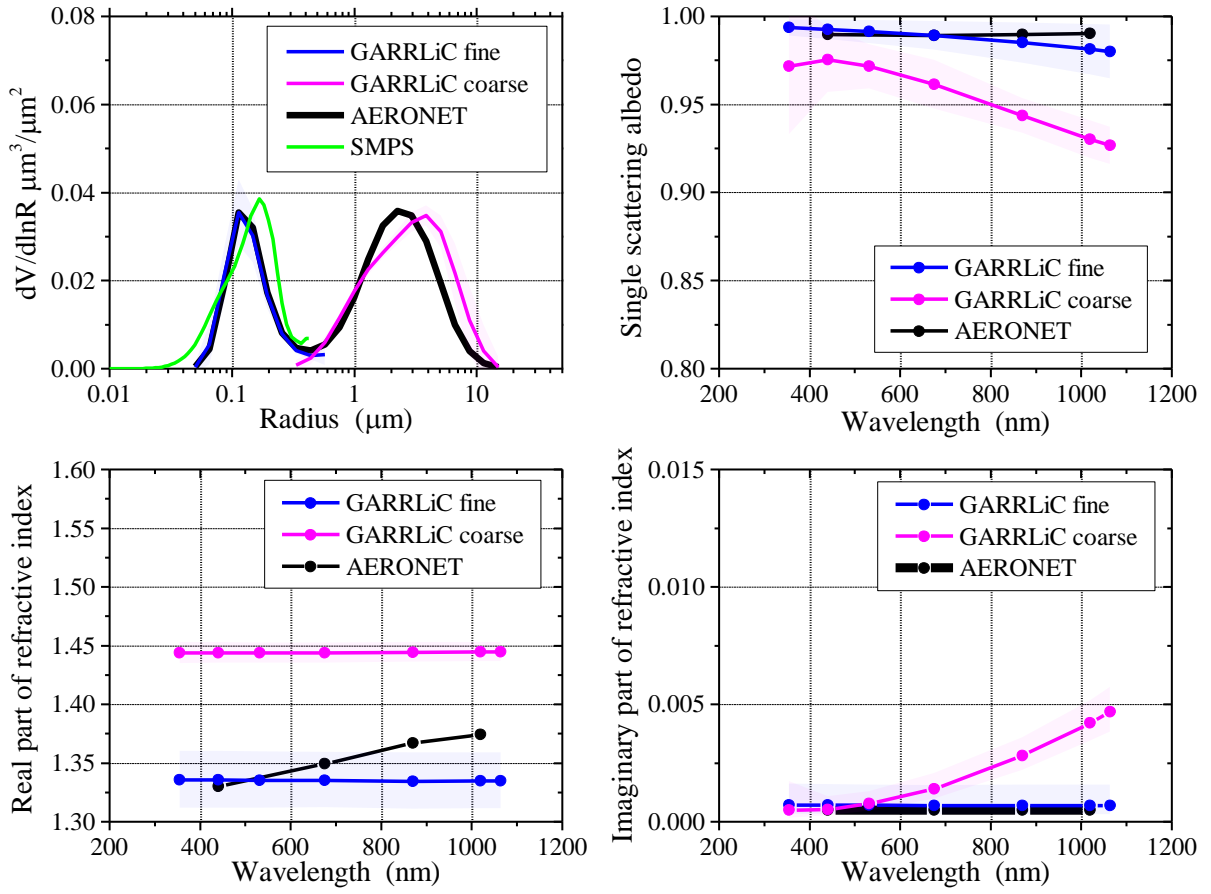 0.08
0.06
0.04
0.02
0.00
0.01
0.1
1
10
dV/dlnR μm³/μm²
Radius (μm)
GARRLiC fine
GARRLiC coarse
AERONET
SMPS
1.00
0.95
0.90
0.85
0.80
200
400
600
800
1000
1200
Single scattering albedo
Wavelength (nm)
GARRLiC fine
GARRLiC coarse
AERONET
1.60
1.55
1.50
1.45
1.40
1.35
1.30
200
400
600
800
1000
1200
Real part of refractive index
Wavelength (nm)
GARRLiC fine
GARRLiC coarse
AERONET
0.015
0.010
0.005
0.000
200
400
600
800
1000
1200
Imaginary part of refractive index
Wavelength (nm)
GARRLiC fine
GARRLiC coarse
AERONET